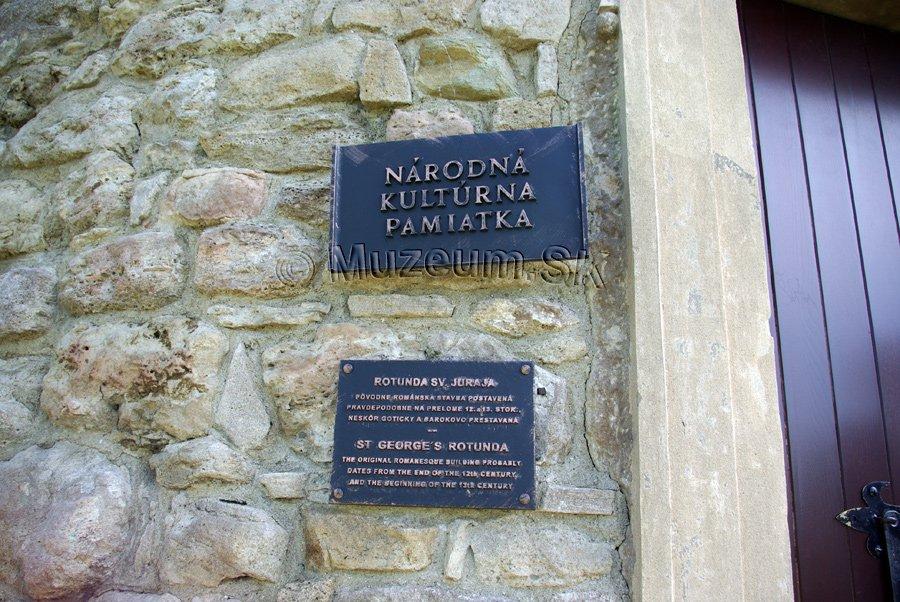 NÁRODNÁ
KULTÚRNA
PAMIATKA
© Muzeum.SK
ROTUNDA SV. JURAJA
PÔVODNE ROMÁNSKA STAVBA POSTAVENÁ
PRAVDEPODOBNE NA PRELOME 12. a 13. STOR.
NESKÔR GOTICKY A BAROKOVO PRESTAVANÁ
ST GEORGE´S ROTUNDA
THE ORIGINAL ROMANESQUE BUILDING PROBABLY
DATES FROM THE END OF THE 12th CENTURY
AND THE BEGINNING OF THE 13th CENTURY